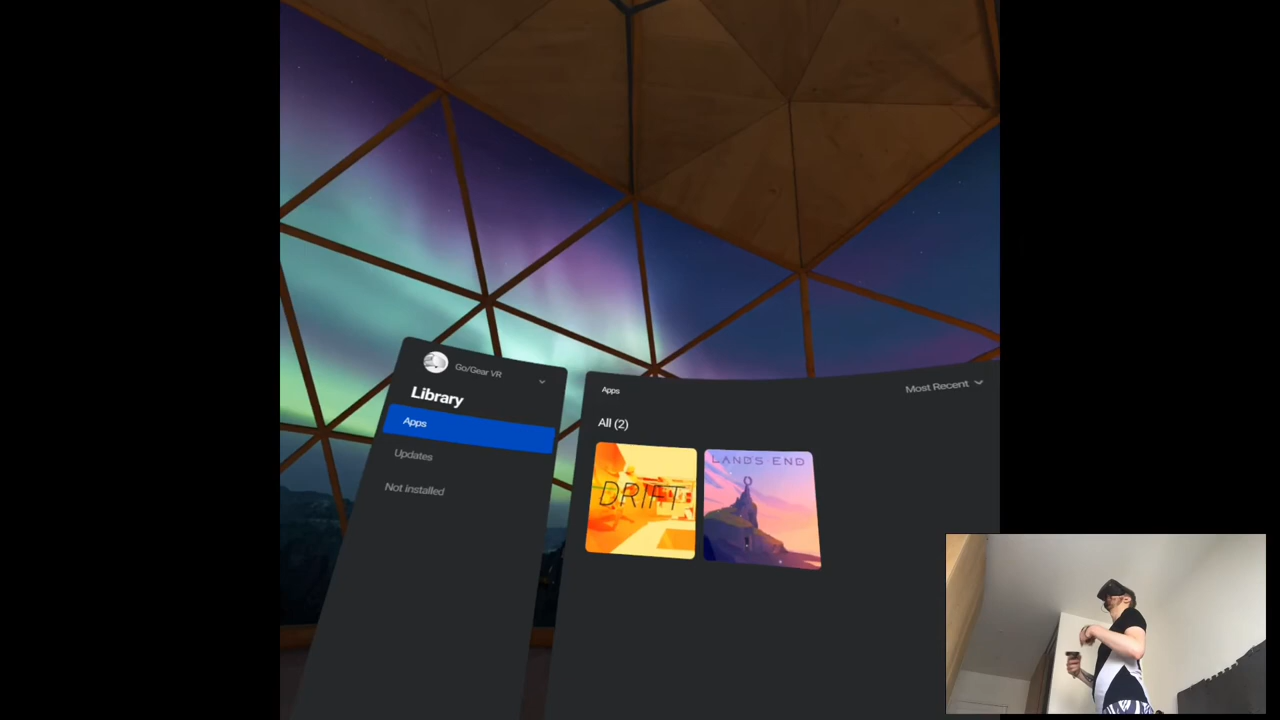 Go/Gear VR
Library
Apps
Updates
Not installed
Apps
Most Recent
All (2)
DRIFT
LANDS END